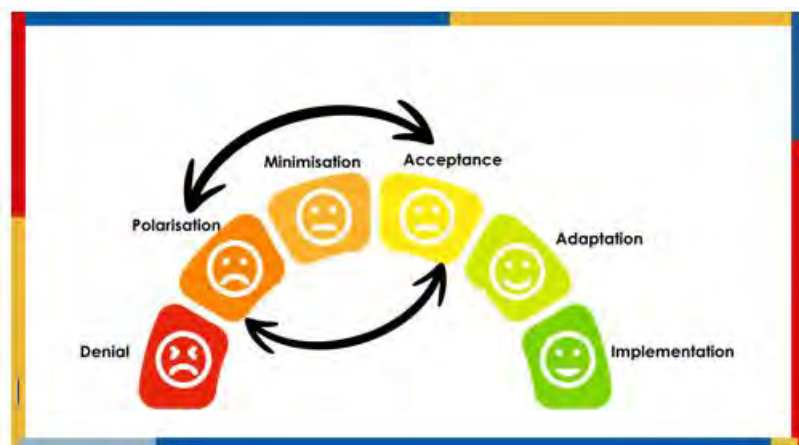 Minimisation
Acceptance
Polarisation
Adaptation
Denial
Implementation